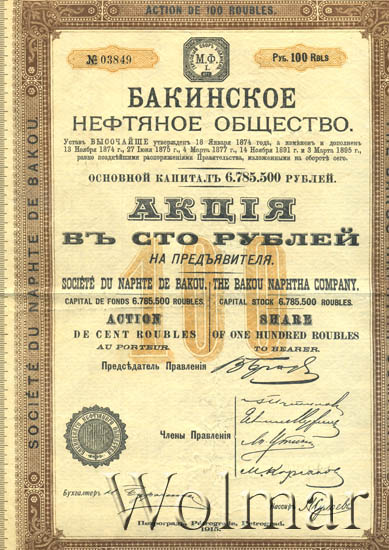 ACTION DE 100 ROUBLES.
№ 03849
М.Ф.
Руб. 100 Rbls
SOCIÉTÉ DU NAPHTE DE BAKOU.
БАКИНСКОЕ
НЕФТЯНОЕ ОБЩЕСТВО.
Уставъ ВЫСОЧАЙШЕ утвержденъ 18 Января 1874 года, а измѣненъ и дополненъ
13 Ноября 1874 г., 27 Іюня 1875 г., 4 Марта 1877 г., 14 Ноября 1891 г. и 3 Марта 1895 г.,
равно позднѣйшими распоряженіями Правительства, изложенными на оборотѣ сего.
ОСНОВНОЙ КАПИТАЛЪ 6.785.500 РУБЛЕЙ.
АКЦІЯ
ВЪ СТО РУБЛЕЙ
НА ПРЕДЪЯВИТЕЛЯ.
100
SOCIÉTÉ DU NAPHTE DE BAKOU. THE BAKOU NAPHTHA COMPANY.
CAPITAL DE FONDS 6.785.500 ROUBLES. CAPITAL STOCK 6.785.500 ROUBLES.
ACTION SHARE
DE CENT ROUBLES OF ONE HUNDRED ROUBLES
AU PORTEUR. TO BEARER.
Предсѣдатель Правленія
Члены Правленія
Бухгалтеръ
Кассиръ
Петроградъ, Pétrograde, Petrograd.
1915.
Wolmar